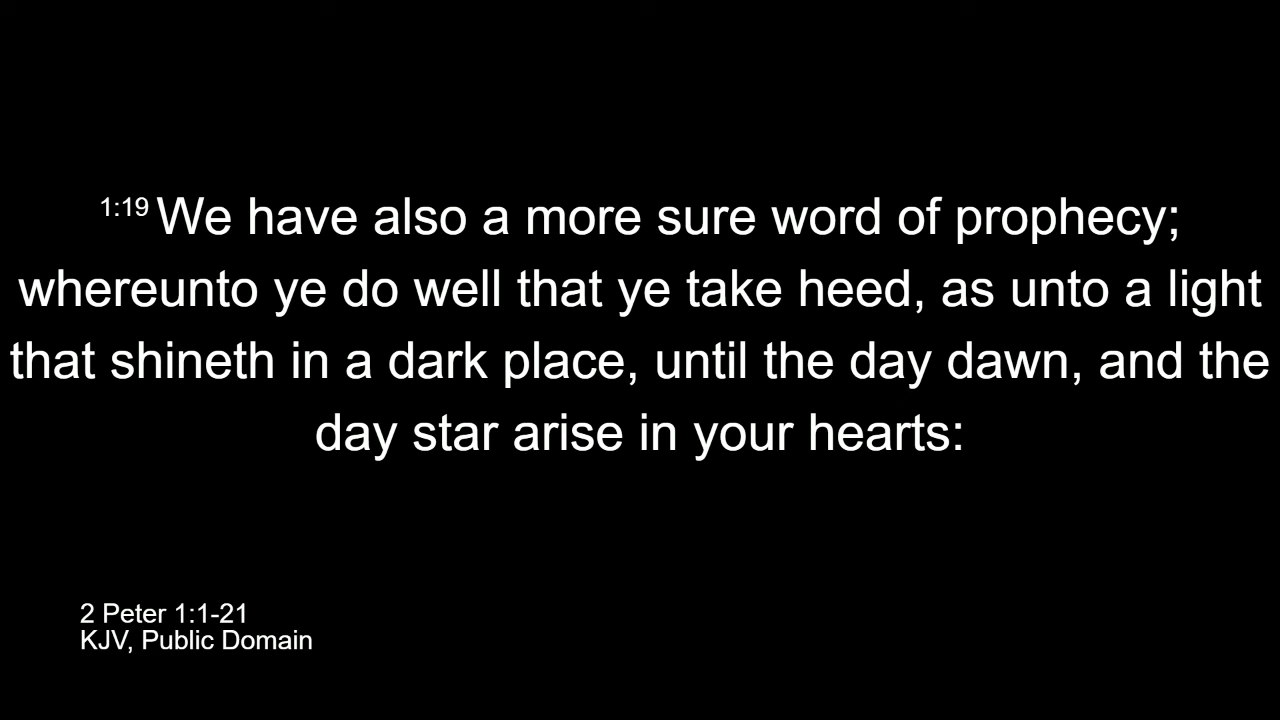 1:19 We have also a more sure word of prophecy;
whereunto ye do well that ye take heed, as unto a light
that shineth in a dark place, until the day dawn, and the
day star arise in your hearts:
2 Peter 1:1-21
KJV, Public Domain